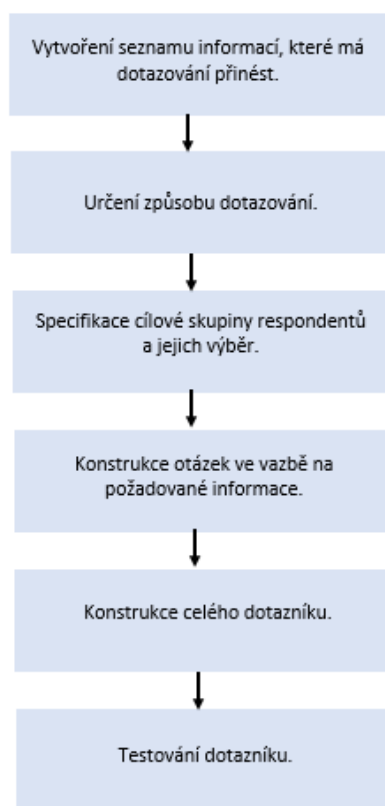 Vytvoření seznamu informací, které má
dotazování přinést.
Určení způsobu dotazování.
Specifikace cílové skupiny respondentů
a jejich výběr.
Konstrukce otázek ve vazbě na
požadované informace.
Konstrukce celého dotazníku.
Testování dotazníku.